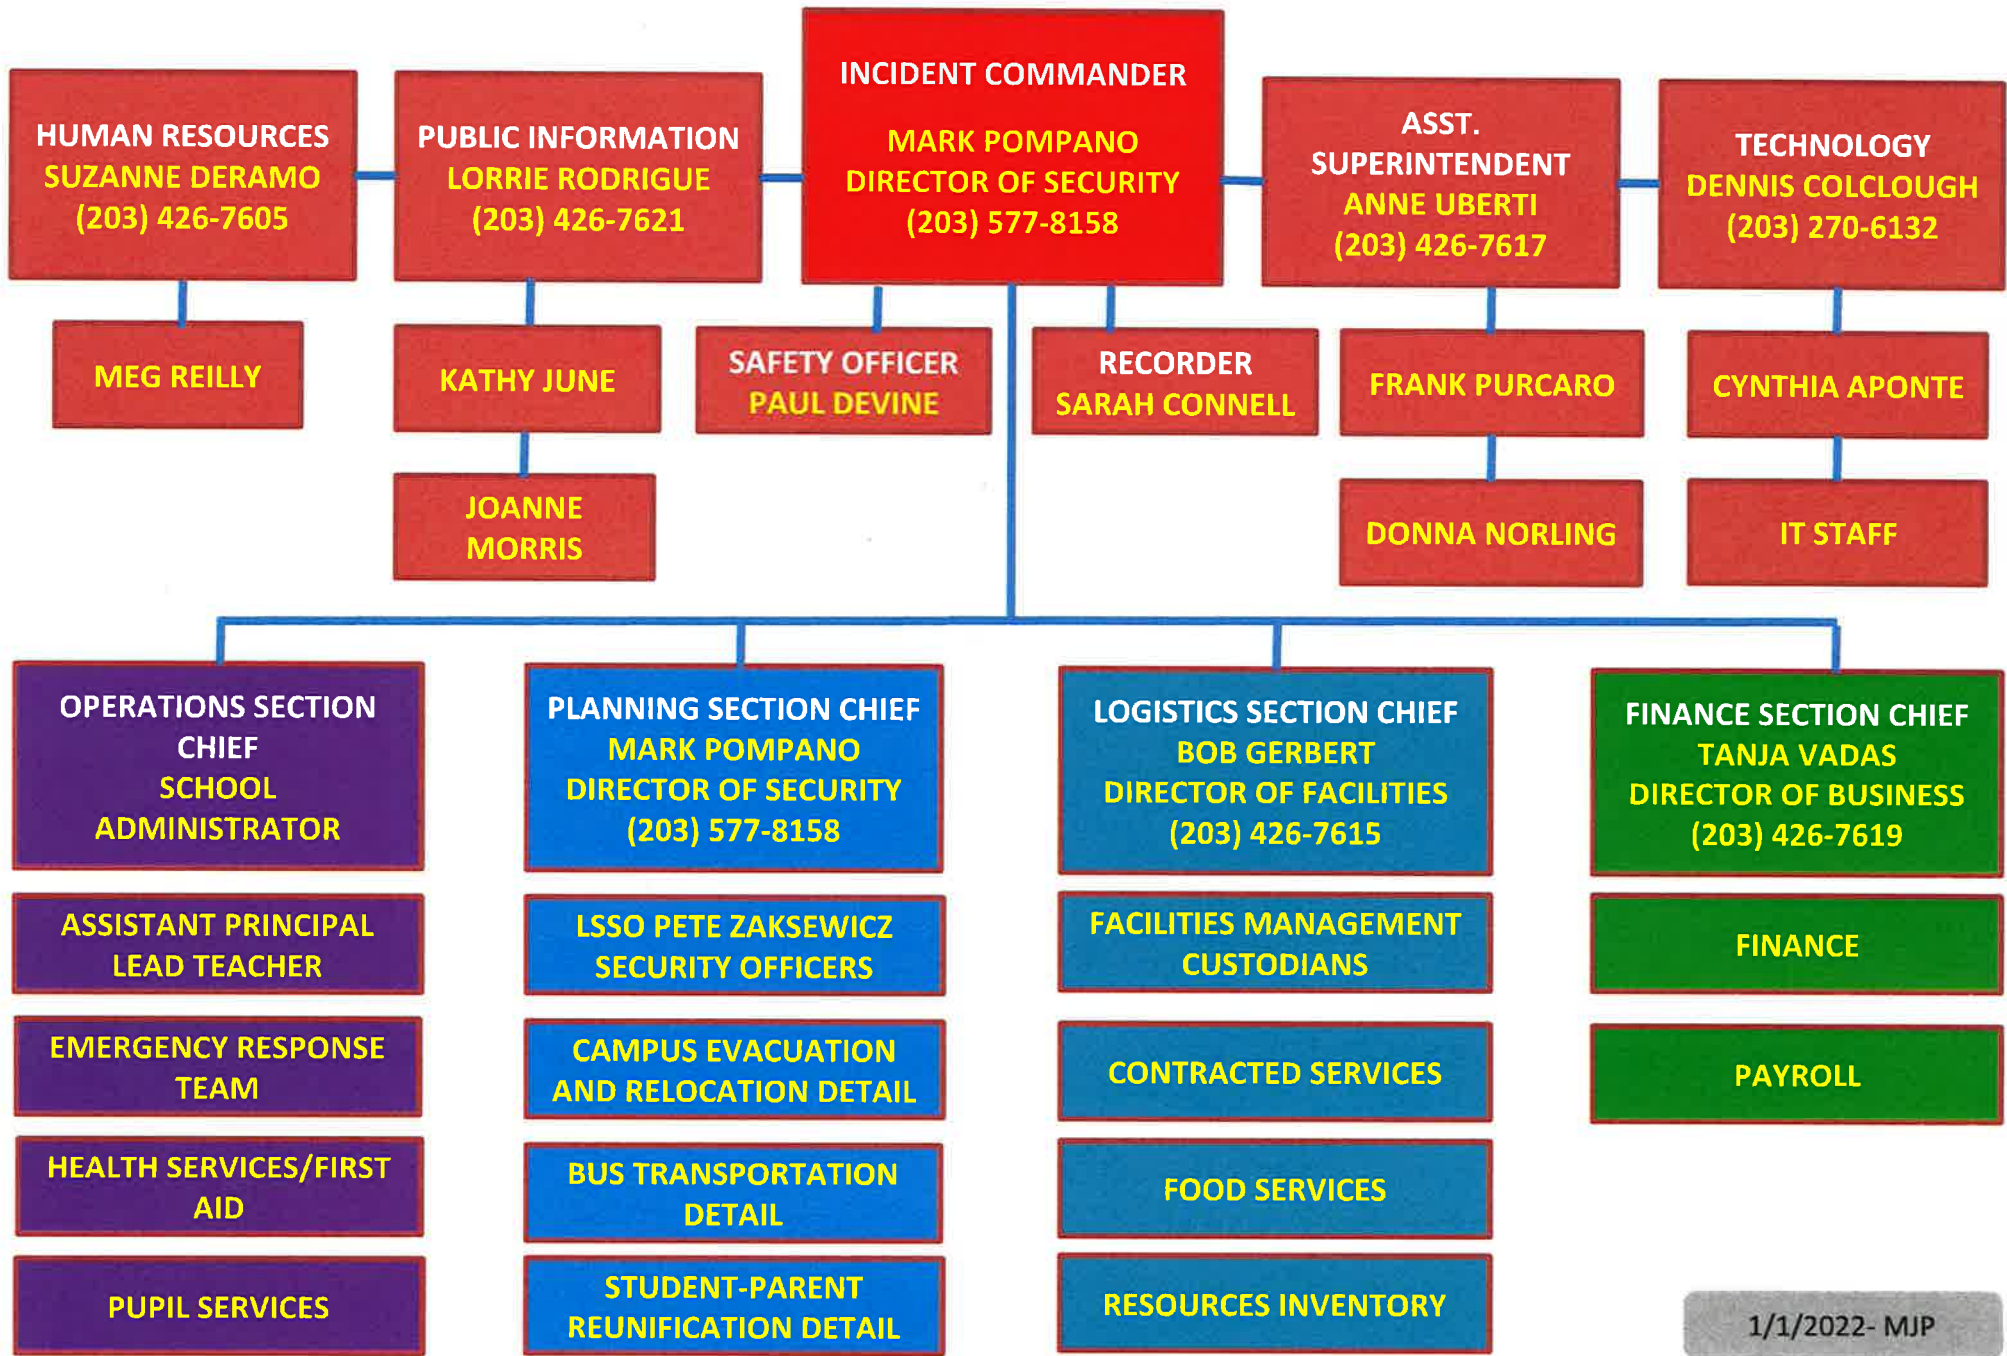 HUMAN RESOURCES
SUZANNE DERAMO
(203) 426-7605
PUBLIC INFORMATION
LORRIE RODRIGUE
(203) 426-7621
INCIDENT COMMANDER
MARK POMPANO
DIRECTOR OF SECURITY
(203) 577-8158
ASST.
SUPERINTENDENT
ANNE UBERTI
(203) 426-7617
TECHNOLOGY
DENNIS COLCLOUGH
(203) 270-6132
MEG REILLY
KATHY JUNE
SAFETY OFFICER
PAUL DEVINE
RECORDER
SARAH CONNELL
FRANK PURCARO
CYNTHIA APONTE
JOANNE
MORRIS
DONNA NORLING
IT STAFF
OPERATIONS SECTION
CHIEF
SCHOOL
ADMINISTRATOR
PLANNING SECTION CHIEF
MARK POMPANO
DIRECTOR OF SECURITY
(203) 577-8158
LOGISTICS SECTION CHIEF
BOB GERBERT
DIRECTOR OF FACILITIES
(203) 426-7615
FINANCE SECTION CHIEF
TANJA VADAS
DIRECTOR OF BUSINESS
(203) 426-7619
ASSISTANT PRINCIPAL
LEAD TEACHER
LSSO PETE ZAKSEWICZ
SECURITY OFFICERS
FACILITIES MANAGEMENT
CUSTODIANS
FINANCE
EMERGENCY RESPONSE
TEAM
CAMPUS EVACUATION
AND RELOCATION DETAIL
CONTRACTED SERVICES
PAYROLL
HEALTH SERVICES/FIRST
AID
BUS TRANSPORTATION
DETAIL
FOOD SERVICES
PUPIL SERVICES
STUDENT-PARENT
REUNIFICATION DETAIL
RESOURCES INVENTORY
1/1/2022- MJP